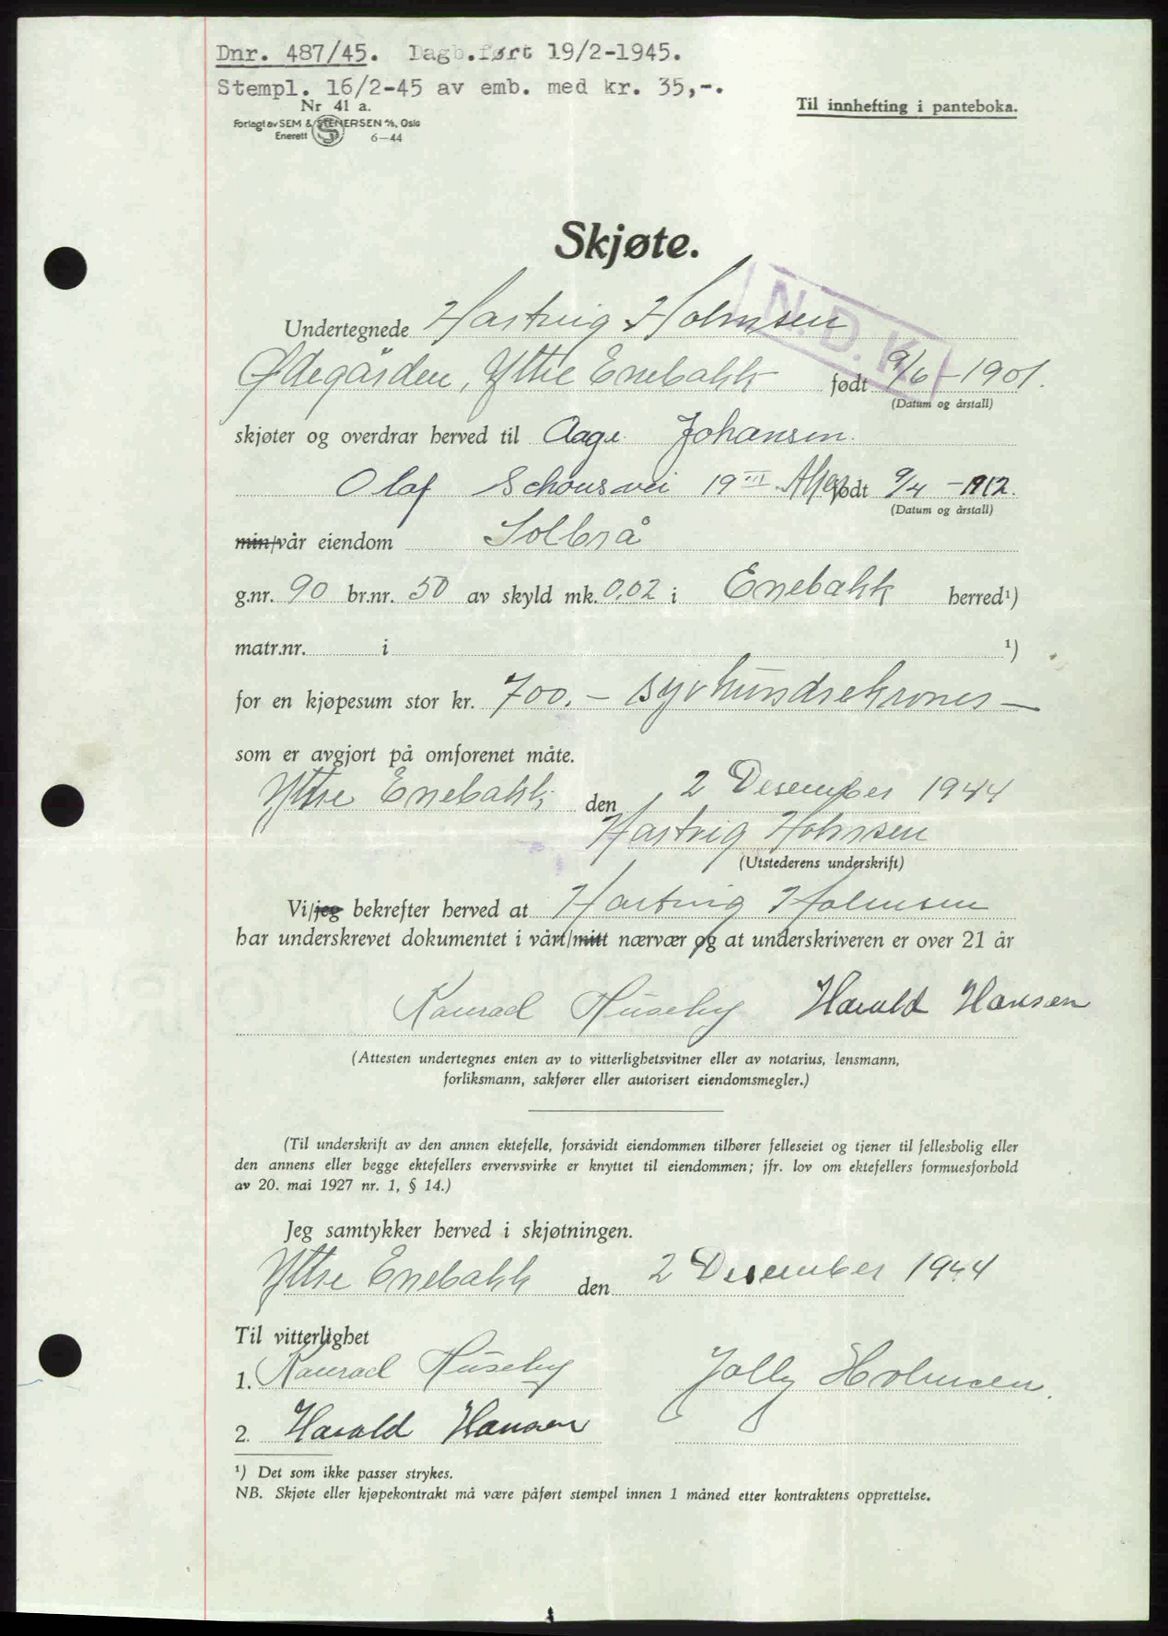 Dnr. 487/45. Dagb.ført 19/2-1945.
Stempl. 16/2-45 av emb. med kr. 35,-.
Nr 41 a.
Forlagt av SEM & STENERSEN A/S, Oslo
Enerett 6—44
Til innhefting i panteboka.
Skjøte.
N.D.K.
Undertegnede Hartvig Holmsen
Ødegården, Ytre Enebakk født 9/6-1901.
(Datum og årstall)
skjøter og overdrar herved til Aage Johansen.
Olaf Schousvei 19 III. født 9/4 -1912.
(Datum og årstall)
min/vår eiendom Solbrå
g.nr. 90 br.nr. 50 av skyld mk. 0,02 i Enebakk herred¹)
matr.nr. i ¹)
for en kjøpesum stor kr. 700.- syvhundrekroner —
som er avgjort på omforenet måte.
Ytre Enebakk den 2 Desember 1944
Hartvig Holmsen
(Utstederens underskrift)
Vi/jeg bekrefter herved at Hartvig Holmsen
har underskrevet dokumentet i vårt/mitt nærvær og at underskriveren er over 21 år
Konrad Huseby Harald Hansen
(Attesten undertegnes enten av to vitterlighetsvitner eller av notarius, lensmann,
forliksmann, sakfører eller autorisert eiendomsmegler.)
(Til underskrift av den annen ektefelle, forsåvidt eiendommen tilhører felleseiet og tjener til fellesbolig eller
den annens eller begge ektefellers ervervsvirke er knyttet til eiendommen; jfr. lov om ektefellers formuesforhold
av 20. mai 1927 nr. 1, § 14.)
Jeg samtykker herved i skjøtningen.
Ytre Enebakk den 2 Desember 1944
Til vitterlighet
1. Konrad Huseby Jolly Holmsen.
2. Harald Hansen
¹) Det som ikke passer strykes.
NB. Skjøte eller kjøpekontrakt må være påført stempel innen 1 måned etter kontraktens opprettelse.